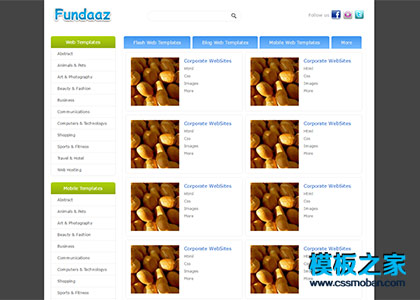 Fundaaz
Follow us
Web Templates
Abstract
Animals & Pets
Art & Photography
Beauty & Fashion
Business
Communications
Computers & Technologies
Shopping
Sports & Fitness
Travel & Hotel
Web Hosting
Mobile Templates
Abstract
Animals & Pets
Art & Photography
Beauty & Fashion
Business
Communications
Computers & Technologies
Shopping
Sports & Fitness
Flash Web Templates
Blog Web Templates
Mobile Web Templates
More
Corporate WebSites
Html
Css
Images
More
Corporate WebSites
Html
Css
Images
More
Corporate WebSites
Html
Css
Images
More
Corporate WebSites
Html
Css
Images
More
Corporate WebSites
Html
Css
Images
More
Corporate WebSites
Html
Css
Images
More
Corporate WebSites
Html
Css
Images
More
Corporate WebSites
Html
Css
Images
模板之家
www.cssmoban.com